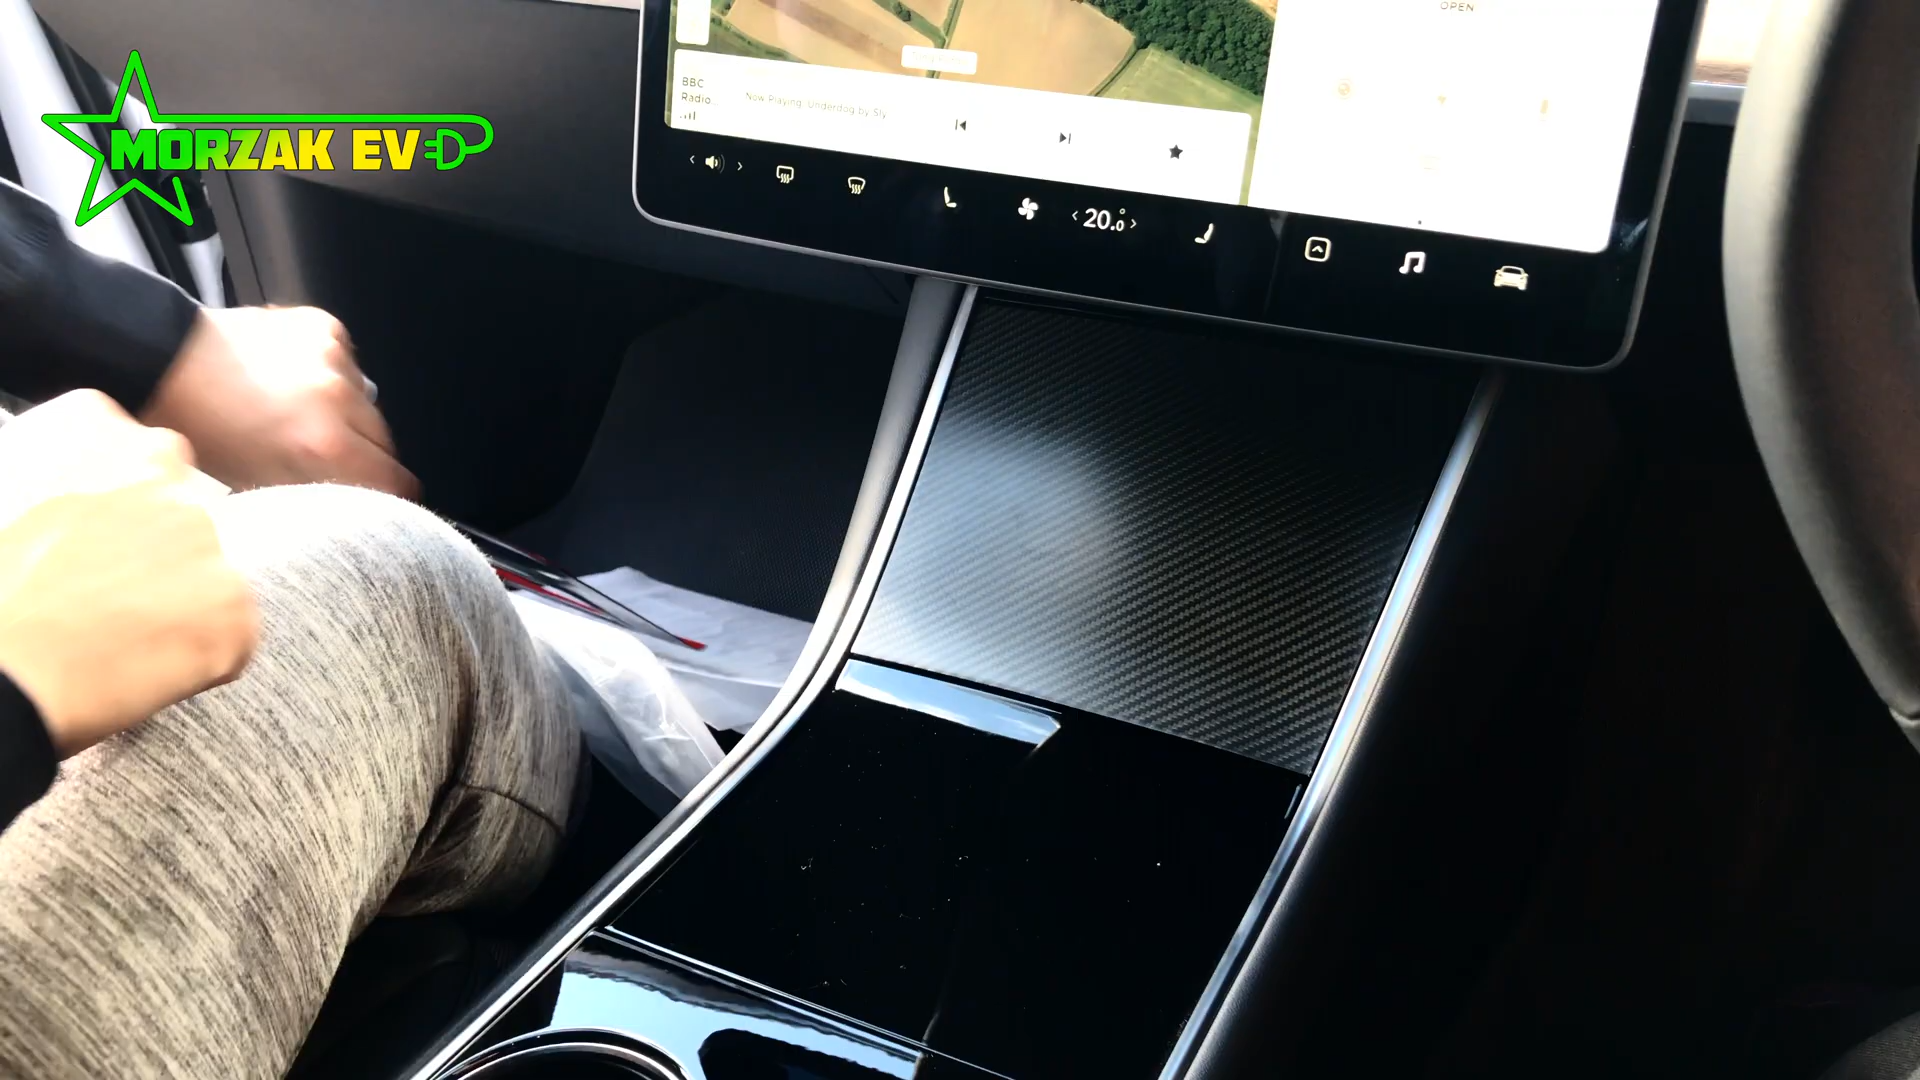 MORZAK EV
OPEN
BBC
Radio...
Now Playing: Underdog by Sly
20.0°